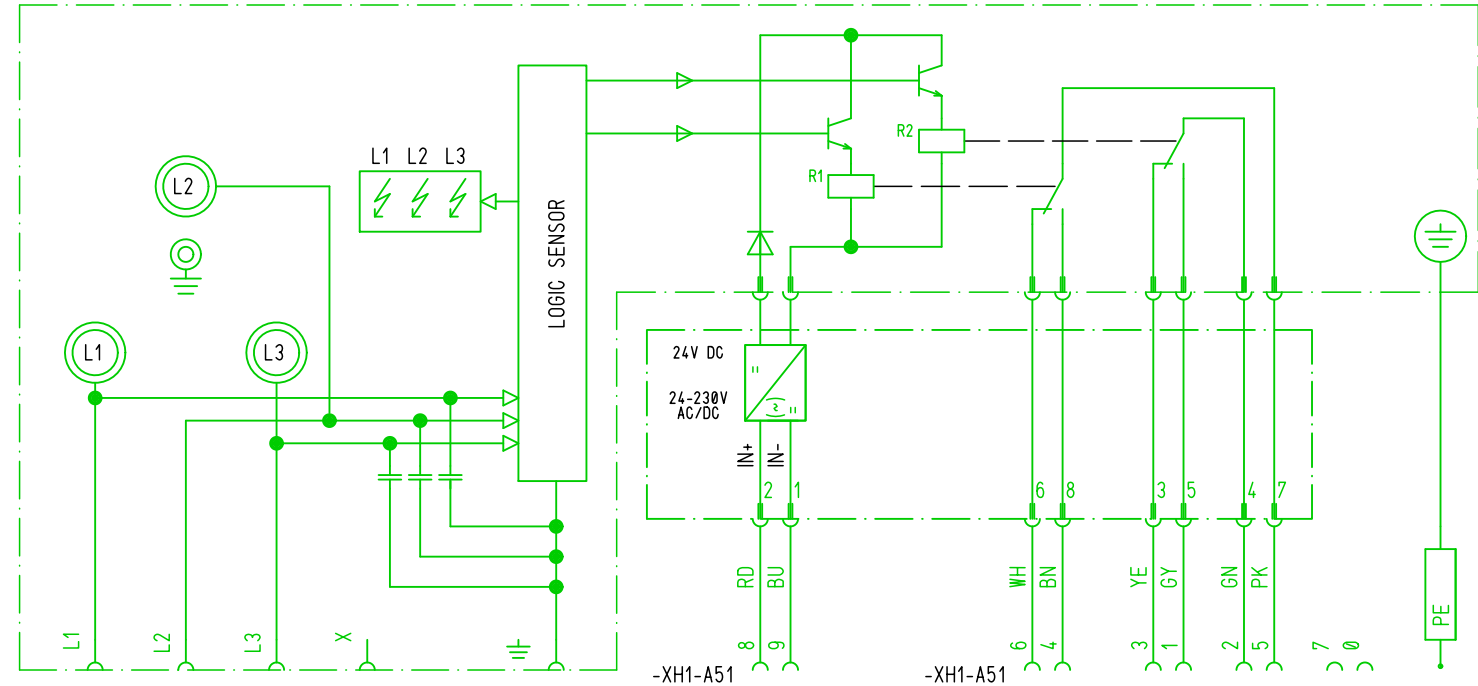 L1 L2 L3
L2
LOGIC SENSOR
R2
R1
L1
L3
24V DC
24-230V
AC/DC
IN+
IN-
2
1
6
8
3
5
4
7
RD
BU
WH
BN
YE
GY
GN
PK
PE
L1
L2
L3
X
8
9
6
4
3
1
2
5
7
0
-XH1-A51
-XH1-A51